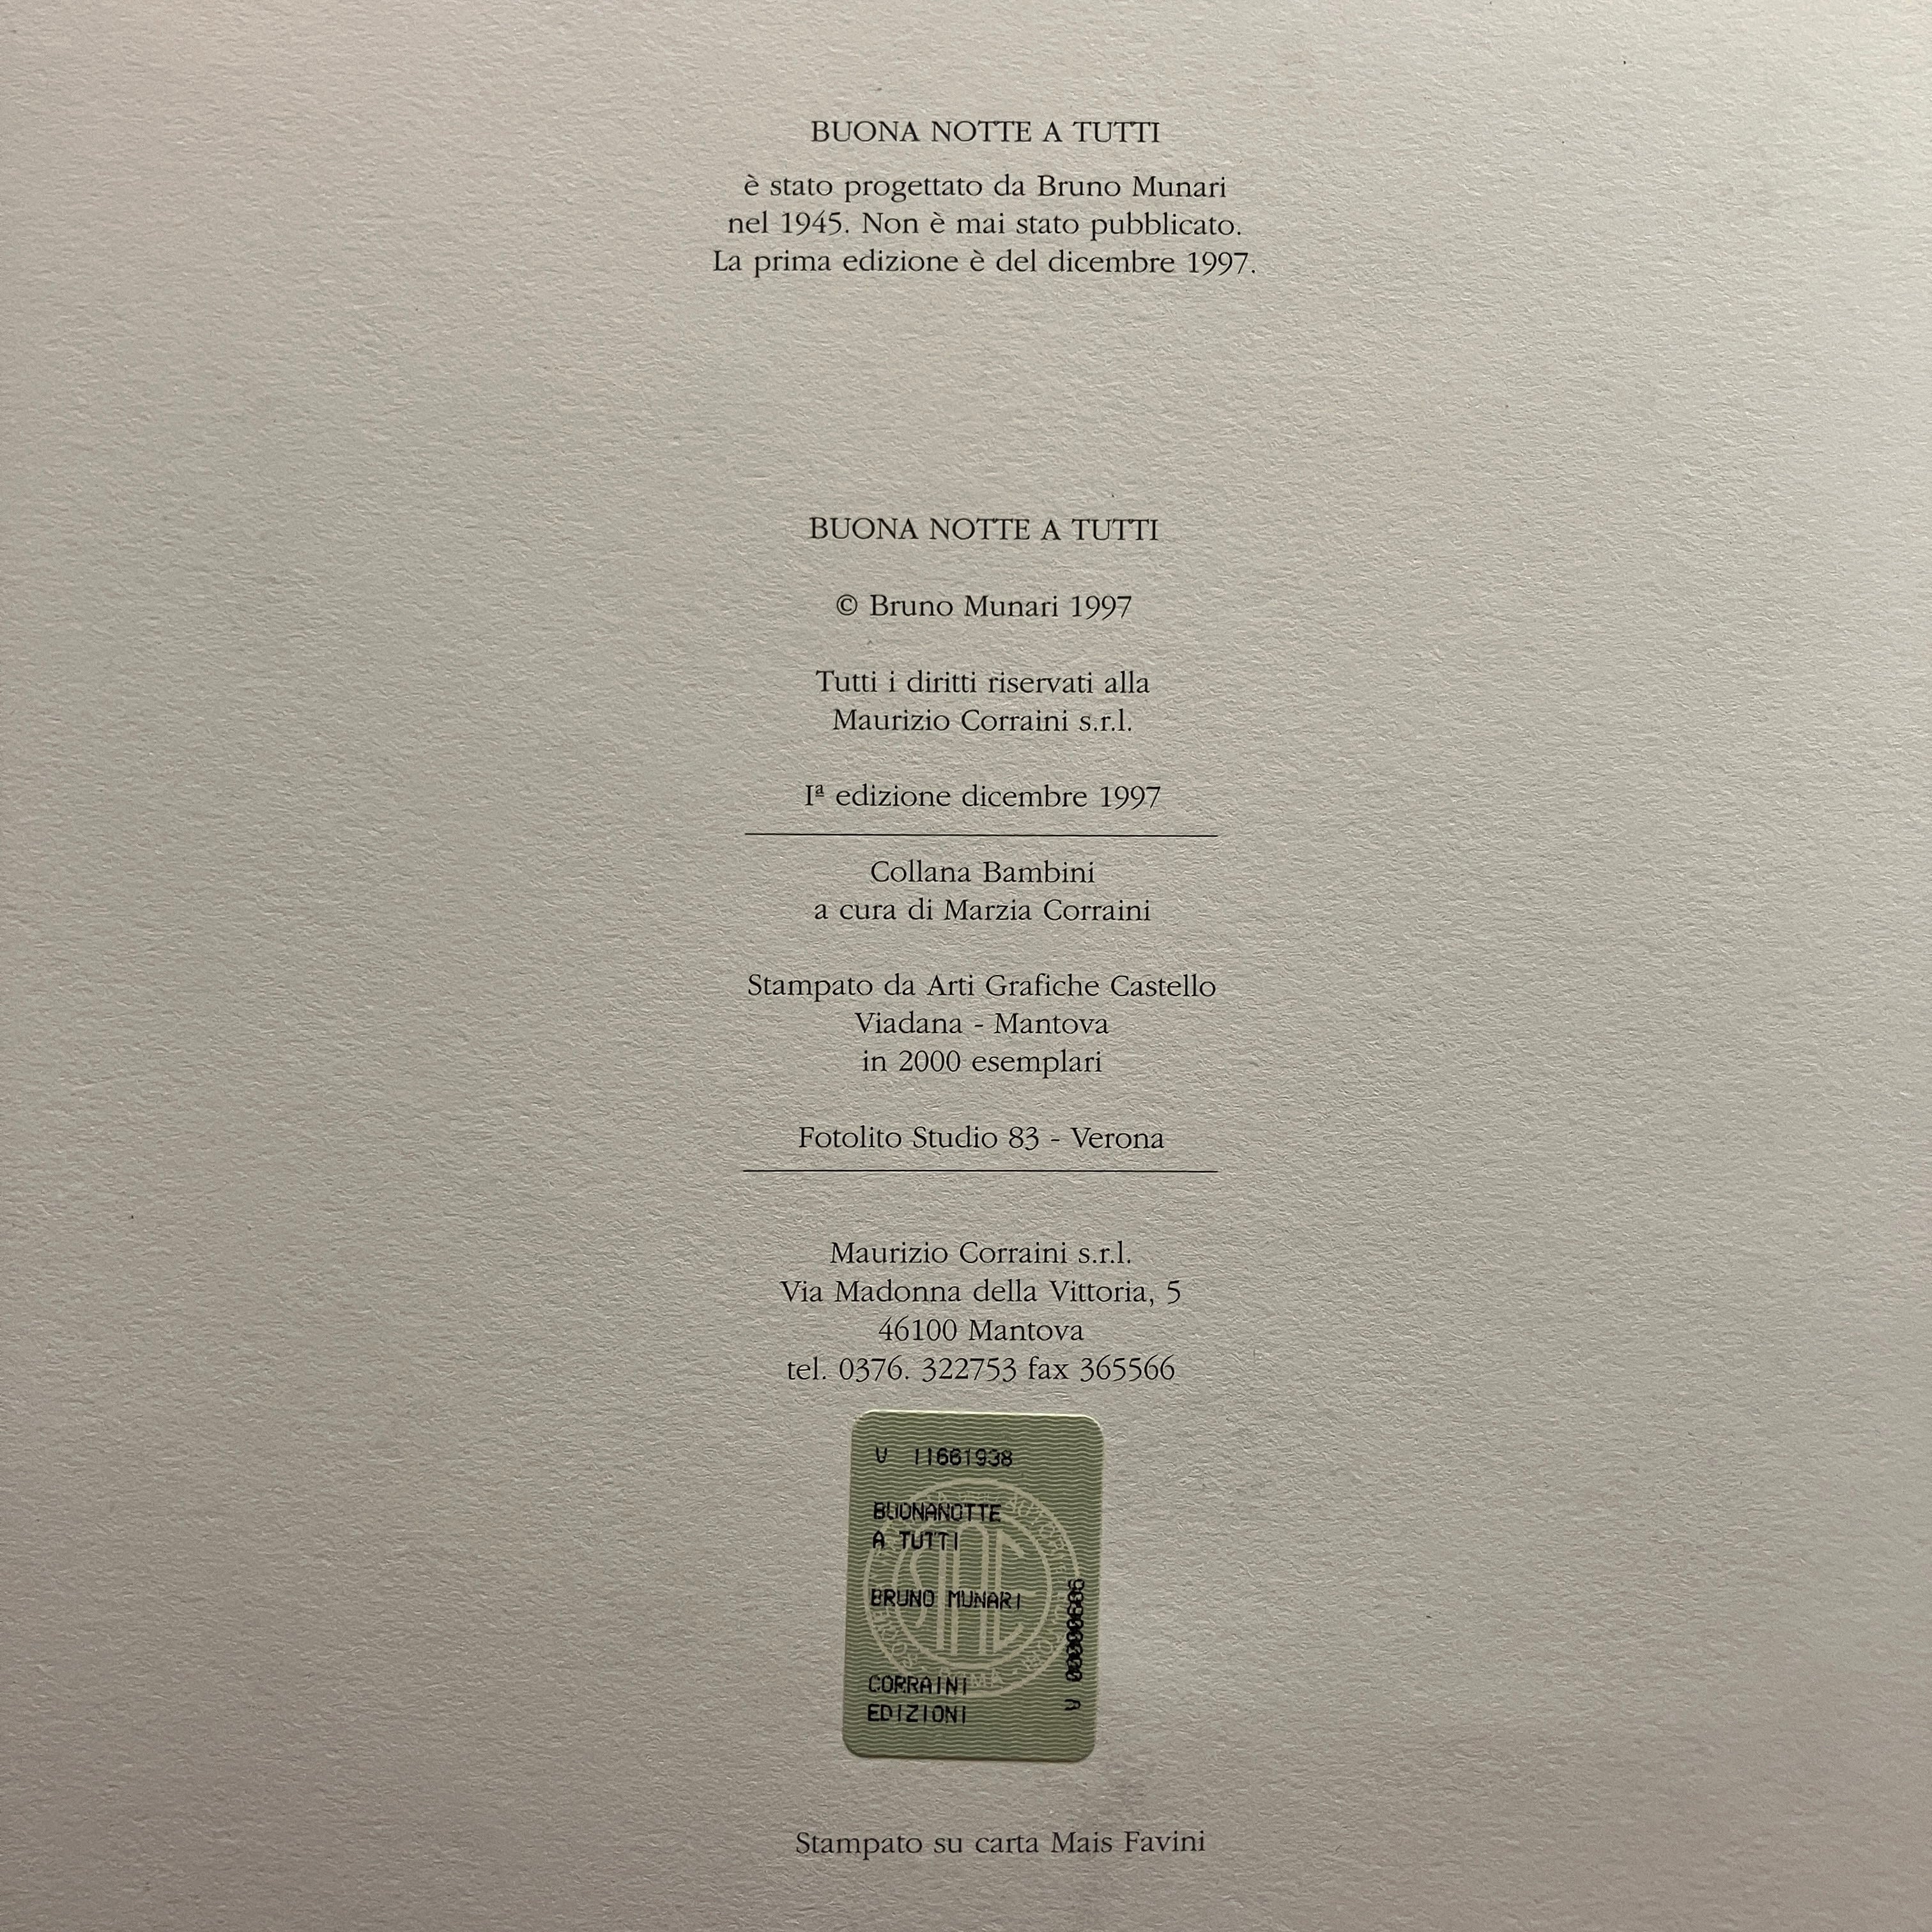 BUONA NOTTE A TUTTI
è stato progettato da Bruno Munari
nel 1945. Non è mai stato pubblicato.
La prima edizione è del dicembre 1997.
BUONA NOTTE A TUTTI
© Bruno Munari 1997
Tutti i diritti riservati alla
Maurizio Corraini s.r.l.
Iª edizione dicembre 1997
Collana Bambini
a cura di Marzia Corraini
Stampato da Arti Grafiche Castello
Viadana - Mantova
in 2000 esemplari
Fotolito Studio 83 - Verona
Maurizio Corraini s.r.l.
Via Madonna della Vittoria, 5
46100 Mantova
tel. 0376. 322753 fax 365566
V 11661938
BUONANOTTE
A TUTTI
BRUNO MUNARI
CORRAINI
EDIZIONI
Stampato su carta Mais Favini